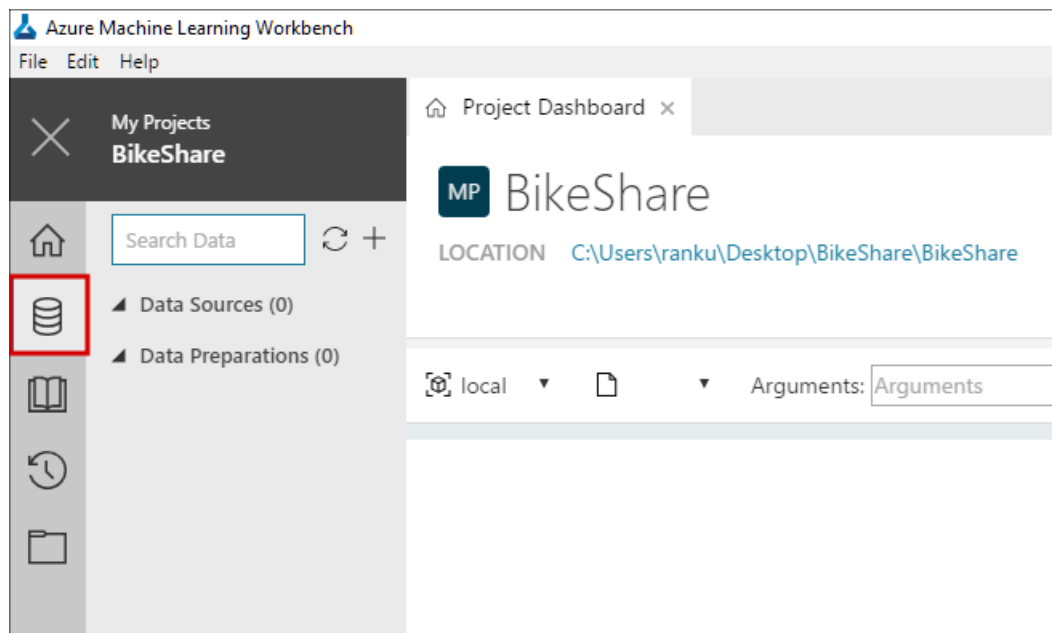 Azure Machine Learning Workbench
File Edit Help
My Projects
BikeShare
Search Data
Data Sources (0)
Data Preparations (0)
Project Dashboard
MP BikeShare
LOCATION C:\Users\ranku\Desktop\BikeShare\BikeShare
local Arguments: Arguments